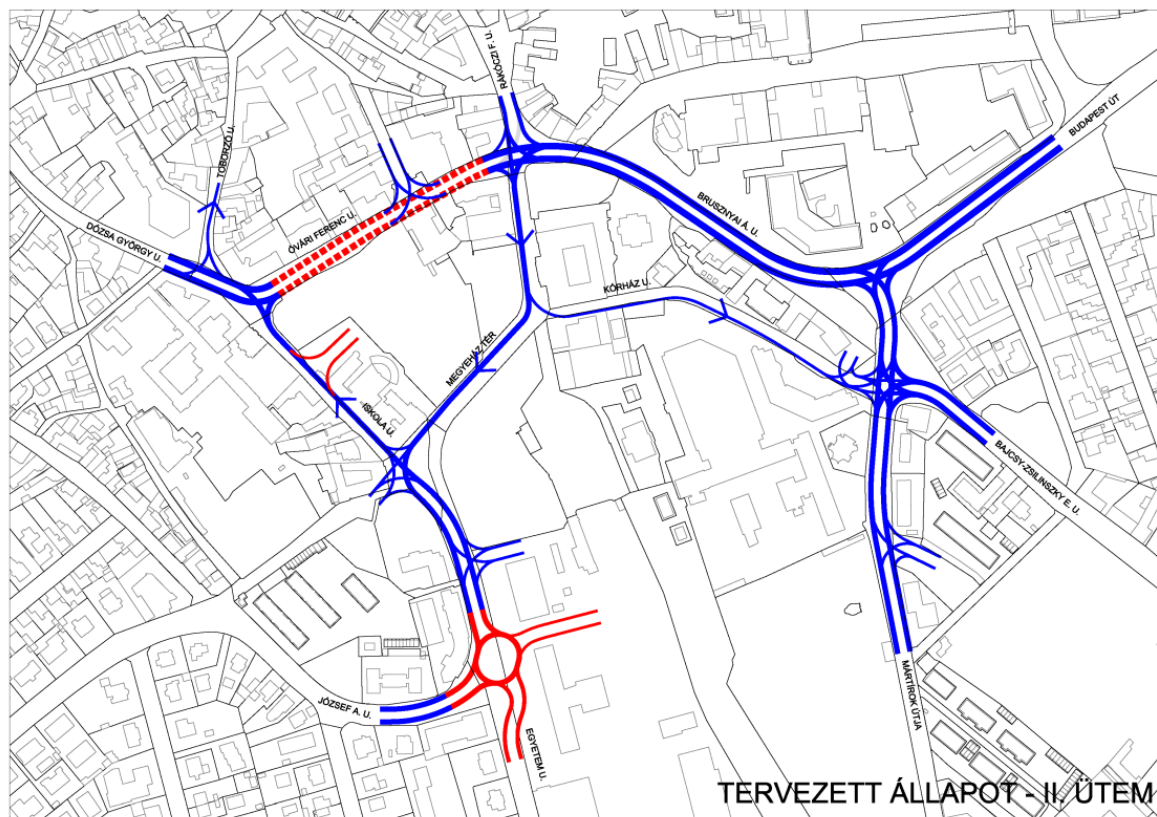 RÁKÓCZI F. U.
BUDAPEST ÚT
TOBORZÓ U.
BRUSZNYAI Á. U.
ÓVÁRI FERENC U.
DÓZSA GYÖRGY U.
KÓRHÁZ U.
MEGYEHÁZ TÉR
ISKOLA U.
BAJCSY-ZSILINSZKY E. U.
MÁRTÍROK ÚTJA
JÓZSEF A. U.
EGYETEM U.
TERVEZETT ÁLLAPOT - II. ÜTEM